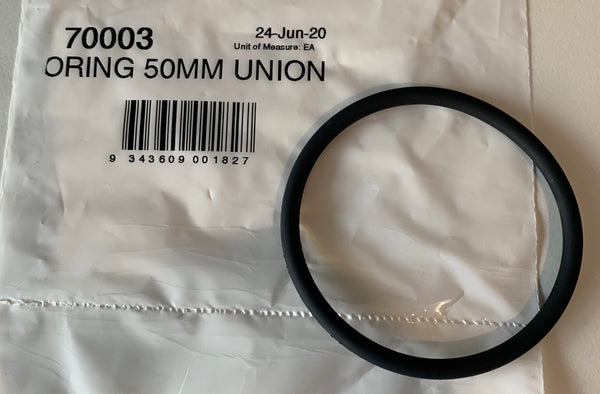 70003
24-Jun-20
Unit of Measure: EA
ORING 50MM UNION
9 343609 001827